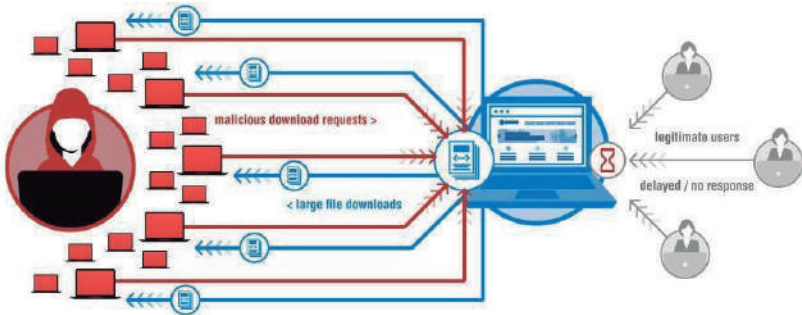 malicious download requests >
< large file downloads
legitimate users
delayed / no response